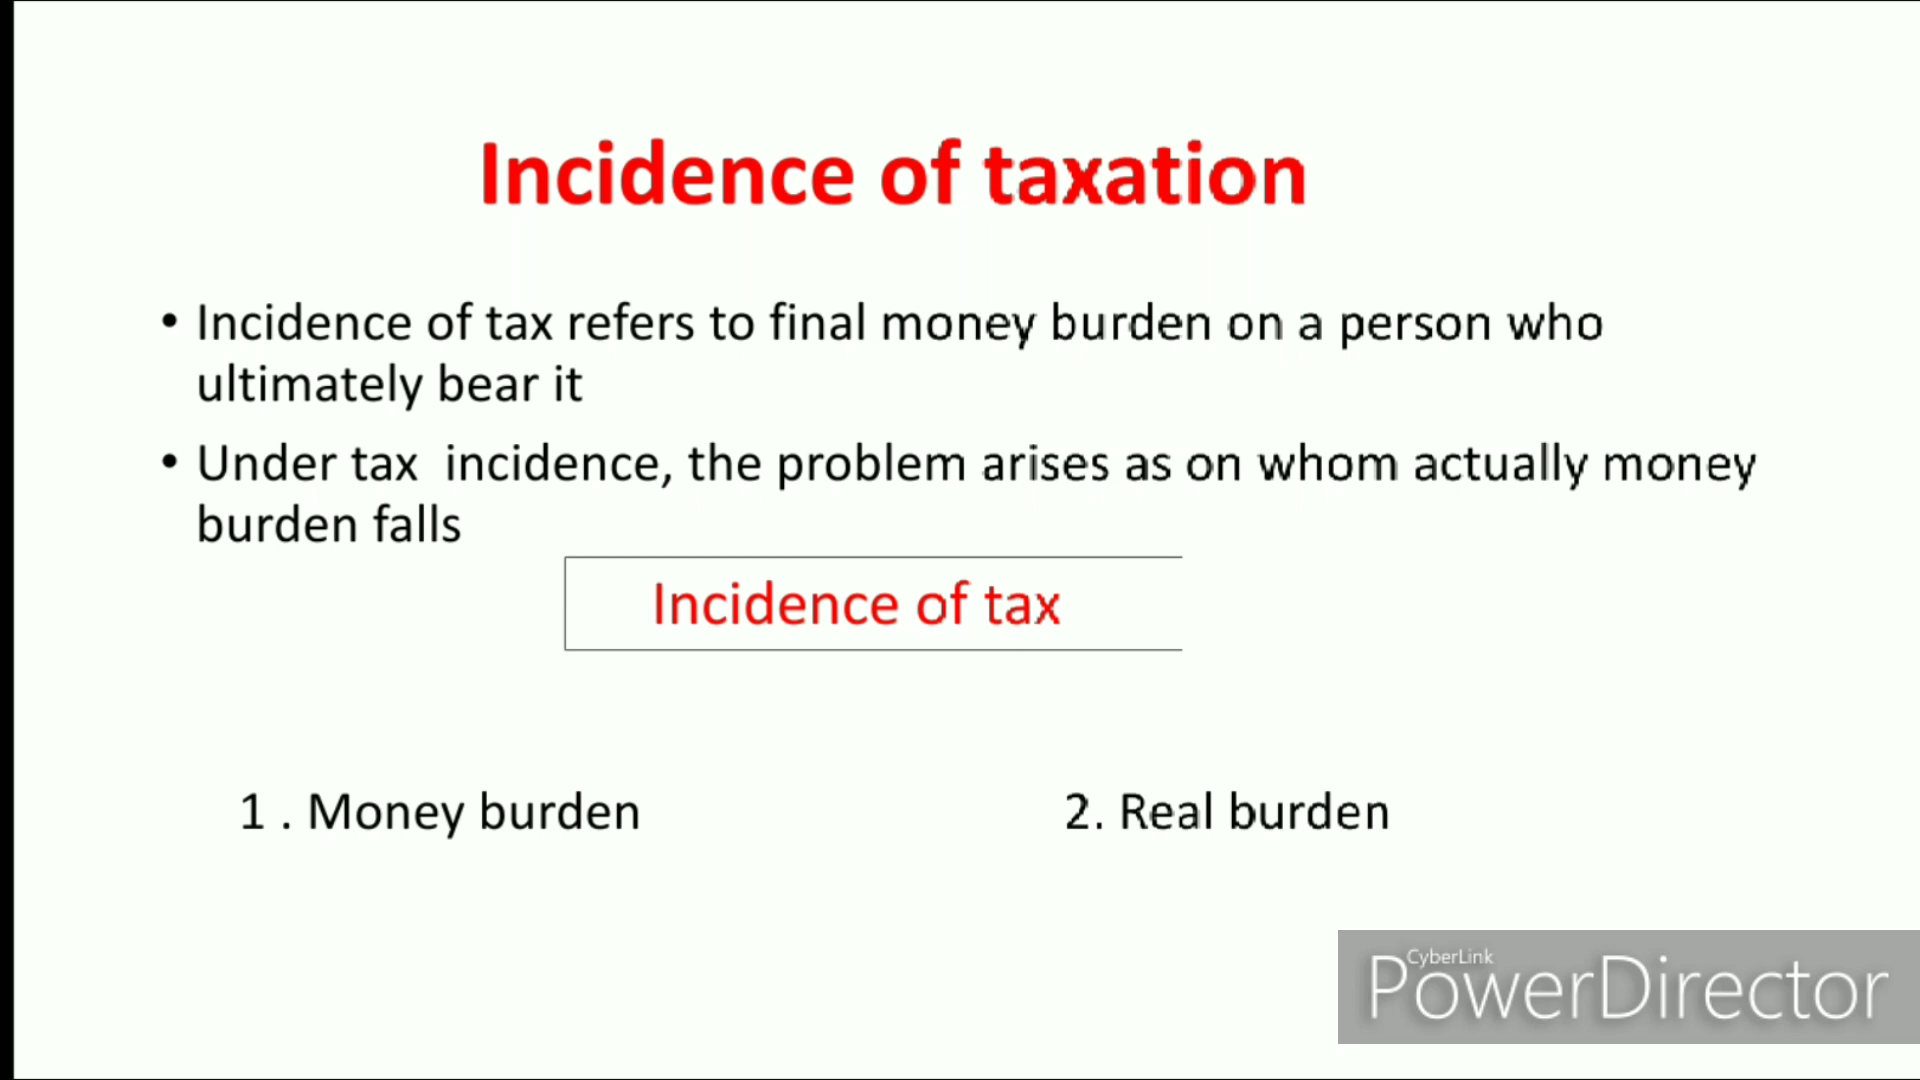 Incidence of taxation
• Incidence of tax refers to final money burden on a person who
ultimately bear it
• Under tax  incidence, the problem arises as on whom actually money
burden falls
Incidence of tax
1 . Money burden
2. Real burden
CyberLink
PowerDirector